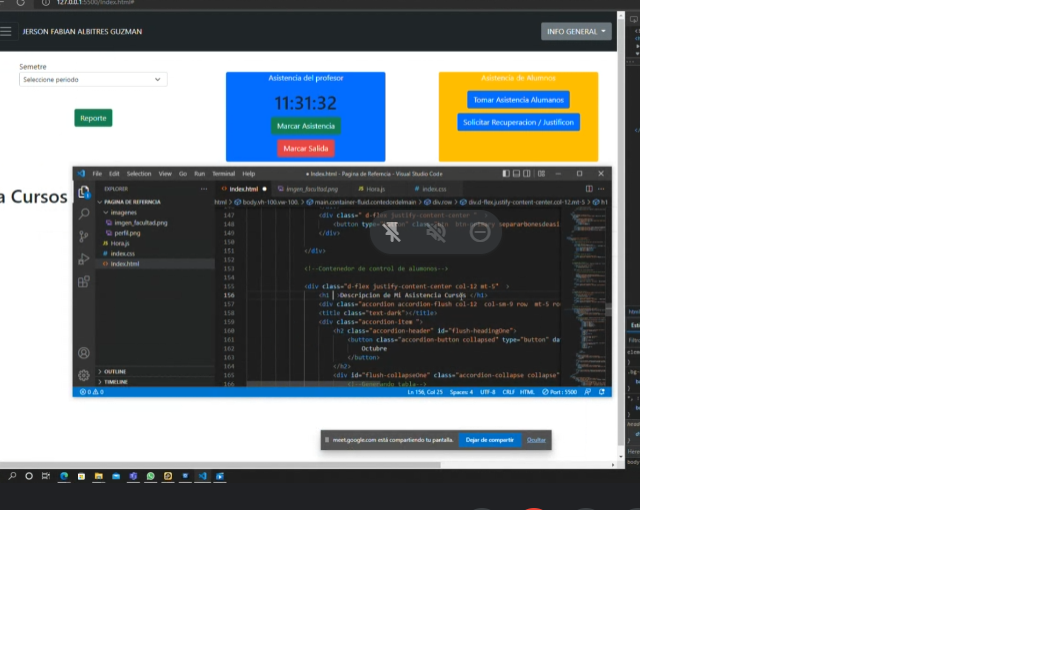 127.0.0.1:5500/index.html#
JERSON FABIAN ALBITRES GUZMAN
INFO GENERAL
Semetre
Seleccione periodo
Reporte
Asistencia del profesor
11:31:32
Marcar Asistencia
Marcar Salida
Asistencia de Alumnos
Tomar Asistencia Alumanos
Solicitar Recuperacion / Justificon
a Cursos
File Edit Selection View Go Run Terminal Help
index.html - Pagina de Referencia - Visual Studio Code
EXPLORER
PAGINA DE REFERENCIA
imagenes
imgen_facultad.png
perfil.png
Hora.js
index.css
index.html
OUTLINE
TIMELINE
index.html imgen_facultad.png Hora.js index.css
html > body.vh-100.vw-100. > main.container-fluid.contedordelmain > div.row > div.d-flex.justify-content-center.col-12.mt-5 > h1
147 <div class=" d-flex justify-content-center " >
148 <button
149 </div>
150
151 </div>
152
153 <!--Contenedor de control de alumonos-->
154
155 <div class="d-flex justify-content-center col-12 mt-5" >
156 <h1 >Descripcion de Mi Asistencia Cursos </h1>
157 <div class="accordion accordion-flush col-12 col-sm-9 row mt-5
158 <title class="text-dark"></title>
159 <div class="accordion-item ">
160 <h2 class="accordion-header" id="flush-headingOne">
161 <button class="accordion-button collapsed" type="button" da
162 Octubre
163 </button>
164 </h2>
165 <div id="flush-collapseOne" class="accordion-collapse collapse"
166
0 0
Ln 156, Col 25 Spaces: 4 UTF-8 CRLF HTML Port : 5500
meet.google.com está compartiendo tu pantalla.
Dejar de compartir
Ocultar